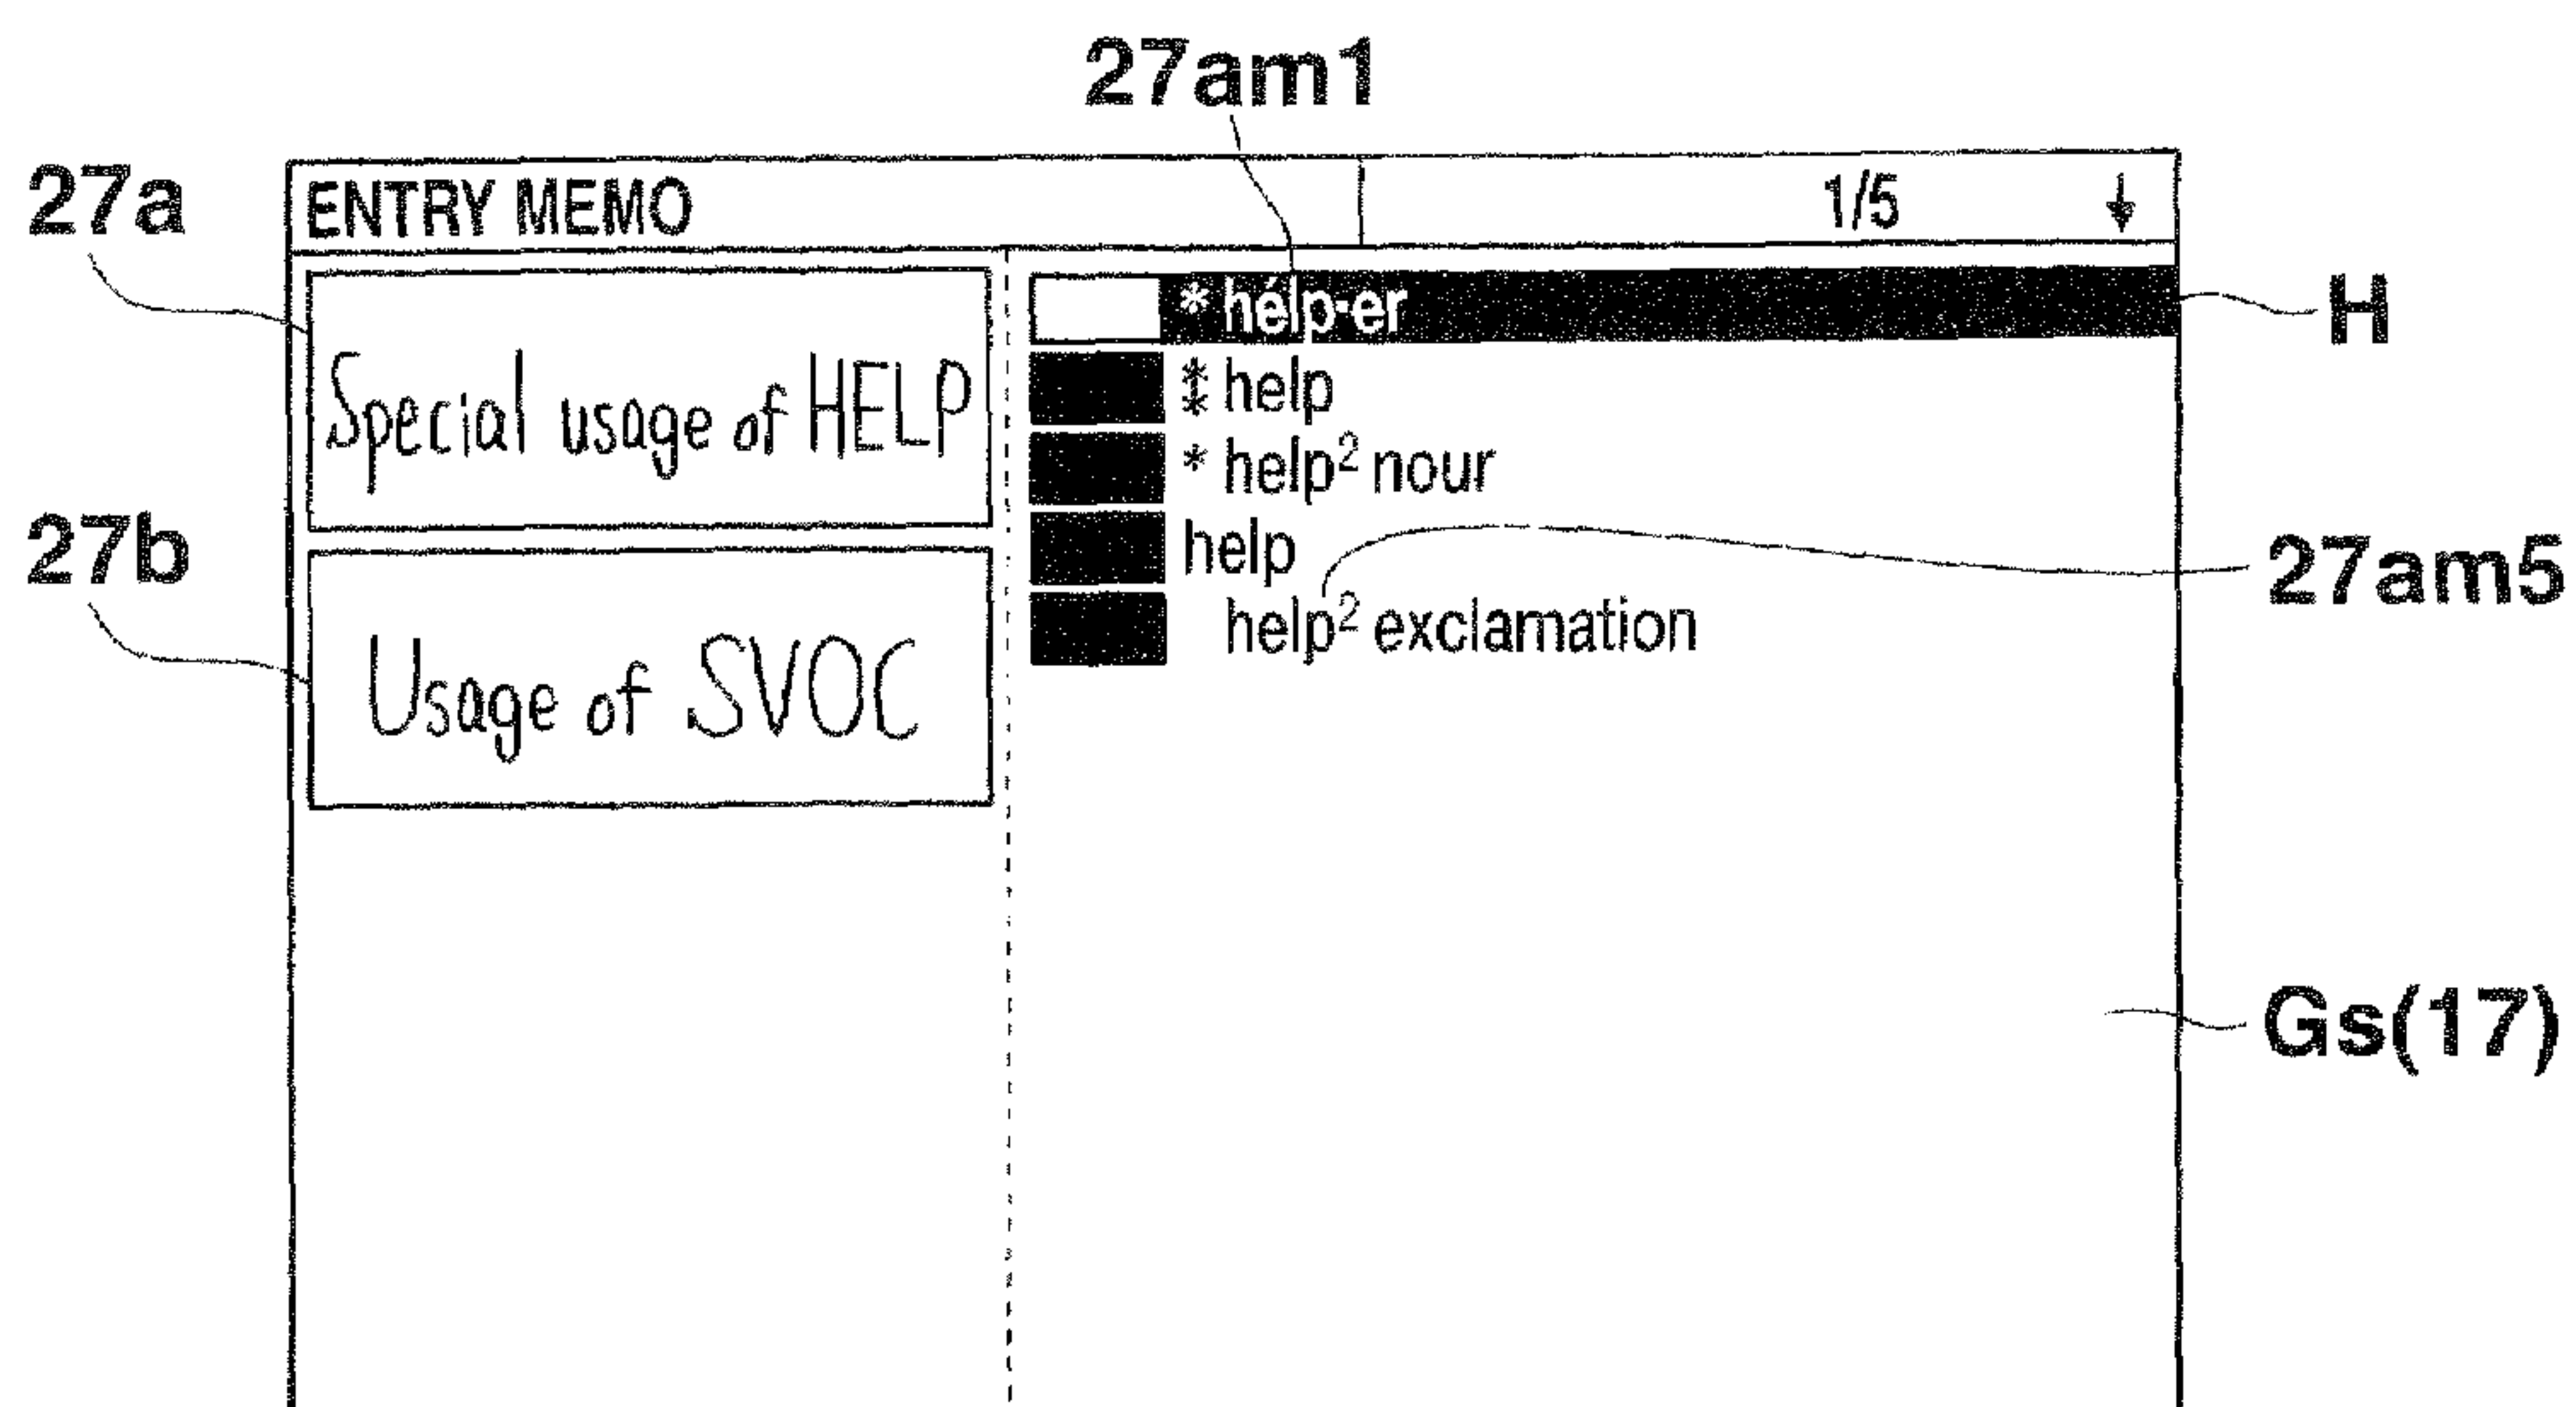 27am1
27a
ENTRY MEMO 1/5 ↓
* hélp·er
H
Special usage of HELP
⁑ help
* help² nour
27b
help
27am5
help² exclamation
Usage of SVOC
Gs(17)